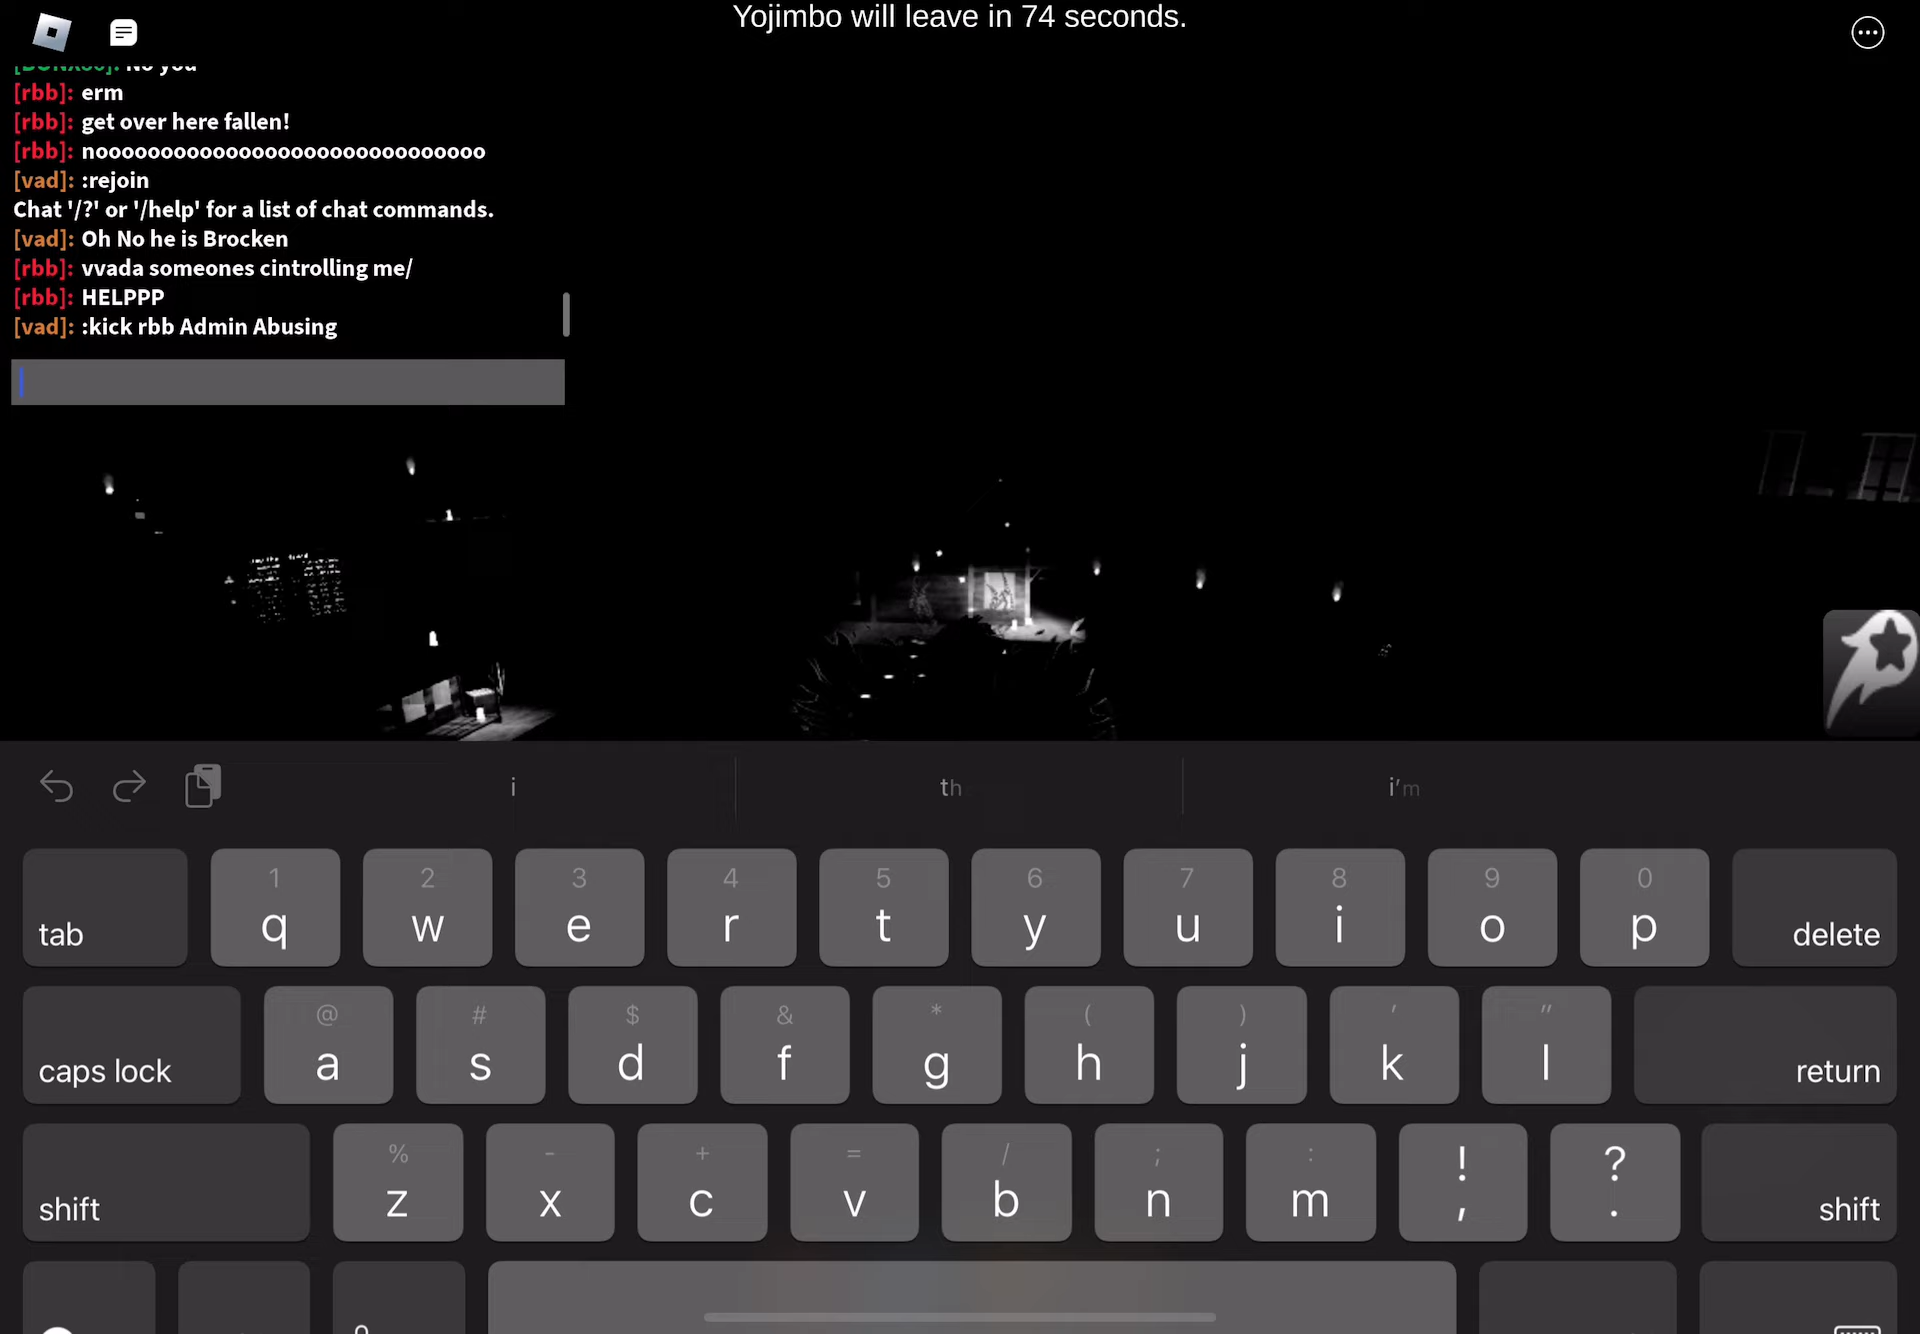 Yojimbo will leave in 74 seconds.
No you
[rbb]: erm
[rbb]: get over here fallen!
[rbb]: noooooooooooooooooooooooooooooo
[vad]: :rejoin
Chat '/?' or '/help' for a list of chat commands.
[vad]: Oh No he is Brocken
[rbb]: vvada someones cintrolling me/
[rbb]: HELPPP
[vad]: :kick rbb Admin Abusing
i th i'm
1 2 3 4 5 6 7 8 9 0
tab q w e r t y u i o p delete
@ # $ & * ( ) ' "
caps lock a s d f g h j k l return
% - + = / ; : ! ?
shift z x c v b n m , . shift